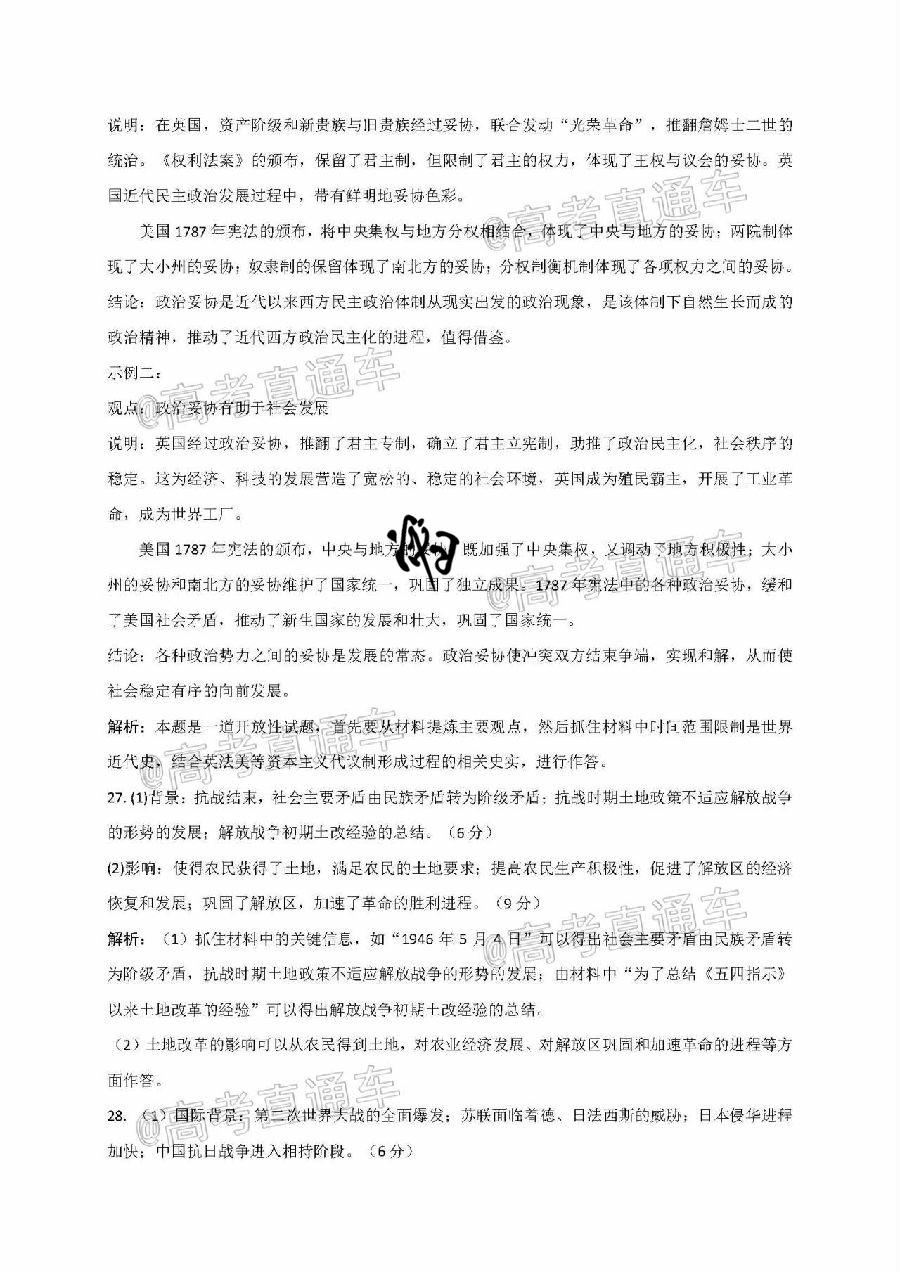 说明：在英国，资产阶级和新贵族与旧贵族经过妥协，联合发动“光荣革命”，推翻詹姆士二世的
统治。《权利法案》的颁布，保留了君主制，但限制了君主的权力，体现了王权与议会的妥协。英
国近代民主政治发展过程中，带有鲜明地妥协色彩。
美国 1787 年宪法的颁布，将中央集权与地方分权相结合，体现了中央与地方的妥协；两院制体
现了大小州的妥协；奴隶制的保留体现了南北方的妥协；分权制衡机制体现了各项权力之间的妥协。
结论：政治妥协是近代以来西方民主政治体制从现实出发的政治现象，是该体制下自然生长而成的
政治精神，推动了近代西方政治民主化的进程，值得借鉴。
示例二：
观点：政治妥协有助于社会发展
说明：英国经过政治妥协，推翻了君主专制，确立了君主立宪制，助推了政治民主化，社会秩序的
稳定。这为经济、科技的发展营造了宽松的、稳定的社会环境，英国成为殖民霸主，开展了工业革
命，成为世界工厂。
美国 1787 年宪法的颁布，中央与地方的 既加强了中央集权，又调动了地方积极性；大小
州的妥协和南北方的妥协维护了国家统一，巩固了独立成果。1787 年宪法中的各种政治妥协，缓和
了美国社会矛盾，推动了新生国家的发展和壮大，巩固了国家统一。
结论：各种政治势力之间的妥协是发展的常态。政治妥协使冲突双方结束争端，实现和解，从而使
社会稳定有序的向前发展。
解析：本题是一道开放性试题，首先要从材料提炼主要观点，然后抓住材料中时间范围限制是世界
近代史，结合英法美等资本主义代议制形成过程的相关史实，进行作答。
27. (1)背景：抗战结束，社会主要矛盾由民族矛盾转为阶级矛盾；抗战时期土地政策不适应解放战争
的形势的发展；解放战争初期土改经验的总结。（6 分）
(2)影响：使得农民获得了土地，满足农民的土地要求；提高农民生产积极性，促进了解放区的经济
恢复和发展；巩固了解放区，加速了革命的胜利进程。（9 分）
解析：（1）抓住材料中的关键信息，如“1946 年 5 月 4 日”可以得出社会主要矛盾由民族矛盾转
为阶级矛盾，抗战时期土地政策不适应解放战争的形势的发展；由材料中“为了总结《五四指示》
以来土地改革的经验”可以得出解放战争初期土改经验的总结。
（2）土地改革的影响可以从农民得到土地，对农业经济发展、对解放区巩固和加速革命的进程等方
面作答。
28. （1）国际背景：第二次世界大战的全面爆发；苏联面临着德、日法西斯的威胁；日本侵华进程
加快；中国抗日战争进入相持阶段。（6 分）
@高考直通车
@高考直通车
@高考直通车
@高考直通车
@高考直通车
@高考直通车